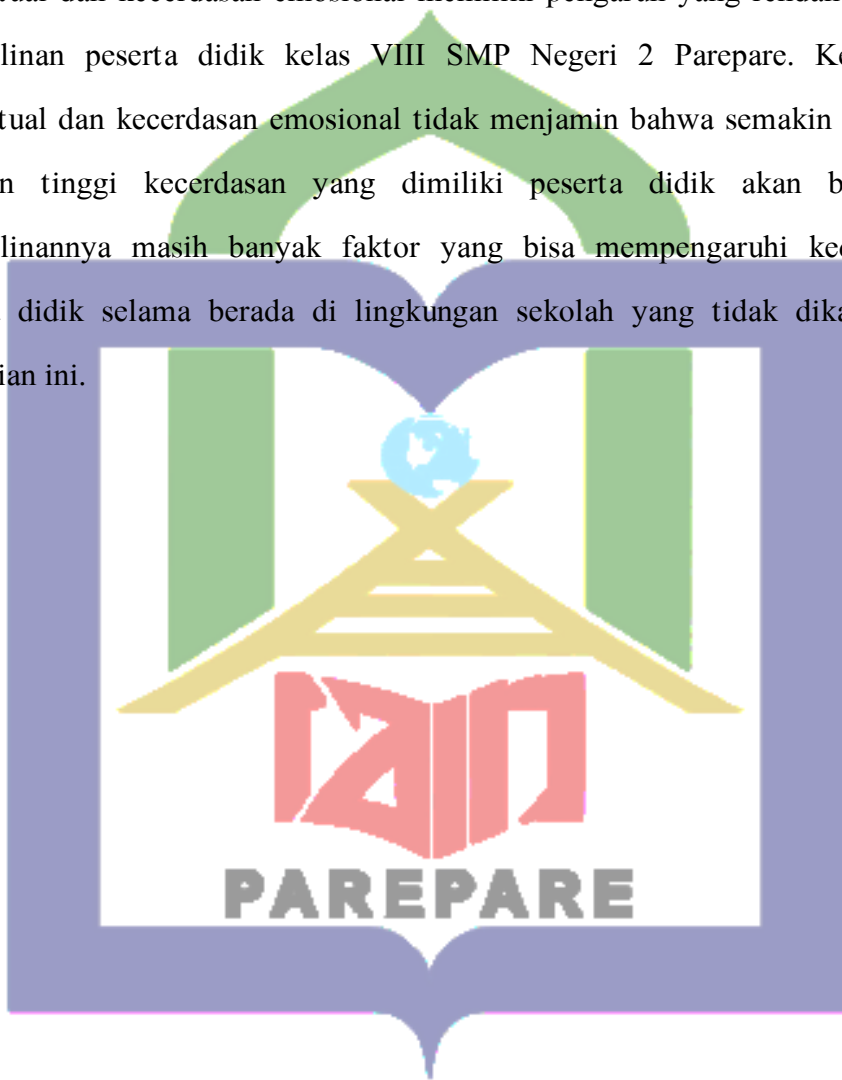 tual dan kecerdasan emosional memiliki pengaruh yang rendah
linan peserta didik kelas VIII SMP Negeri 2 Parepare. Ke
tual dan kecerdasan emosional tidak menjamin bahwa semakin
n tinggi kecerdasan yang dimiliki peserta didik akan b
linannya masih banyak faktor yang bisa mempengaruhi ke
didik selama berada di lingkungan sekolah yang tidak dika
ian ini.
iain
PAREPARE